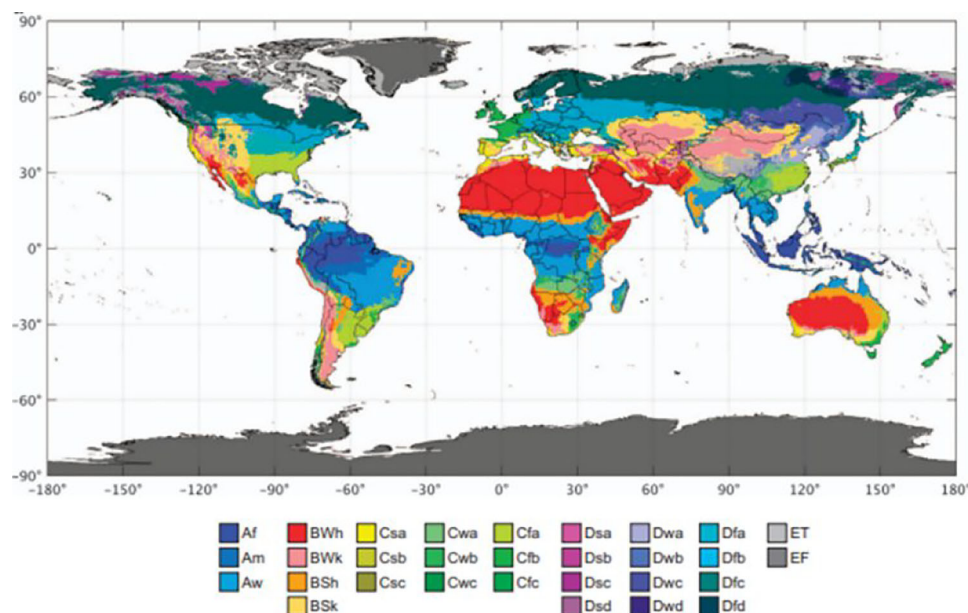 90°
60°
30°
0°
−30°
−60°
−90°
−180° −150° −120° −90° −60° −30° 0° 30° 60° 90° 120° 150° 180°
Af BWh Csa Cwa Cfa Dsa Dwa Dfa ET
Am BWk Csb Cwb Cfb Dsb Dwb Dfb EF
Aw BSh Csc Cwc Cfc Dsc Dwc Dfc
BSk Dsd Dwd Dfd